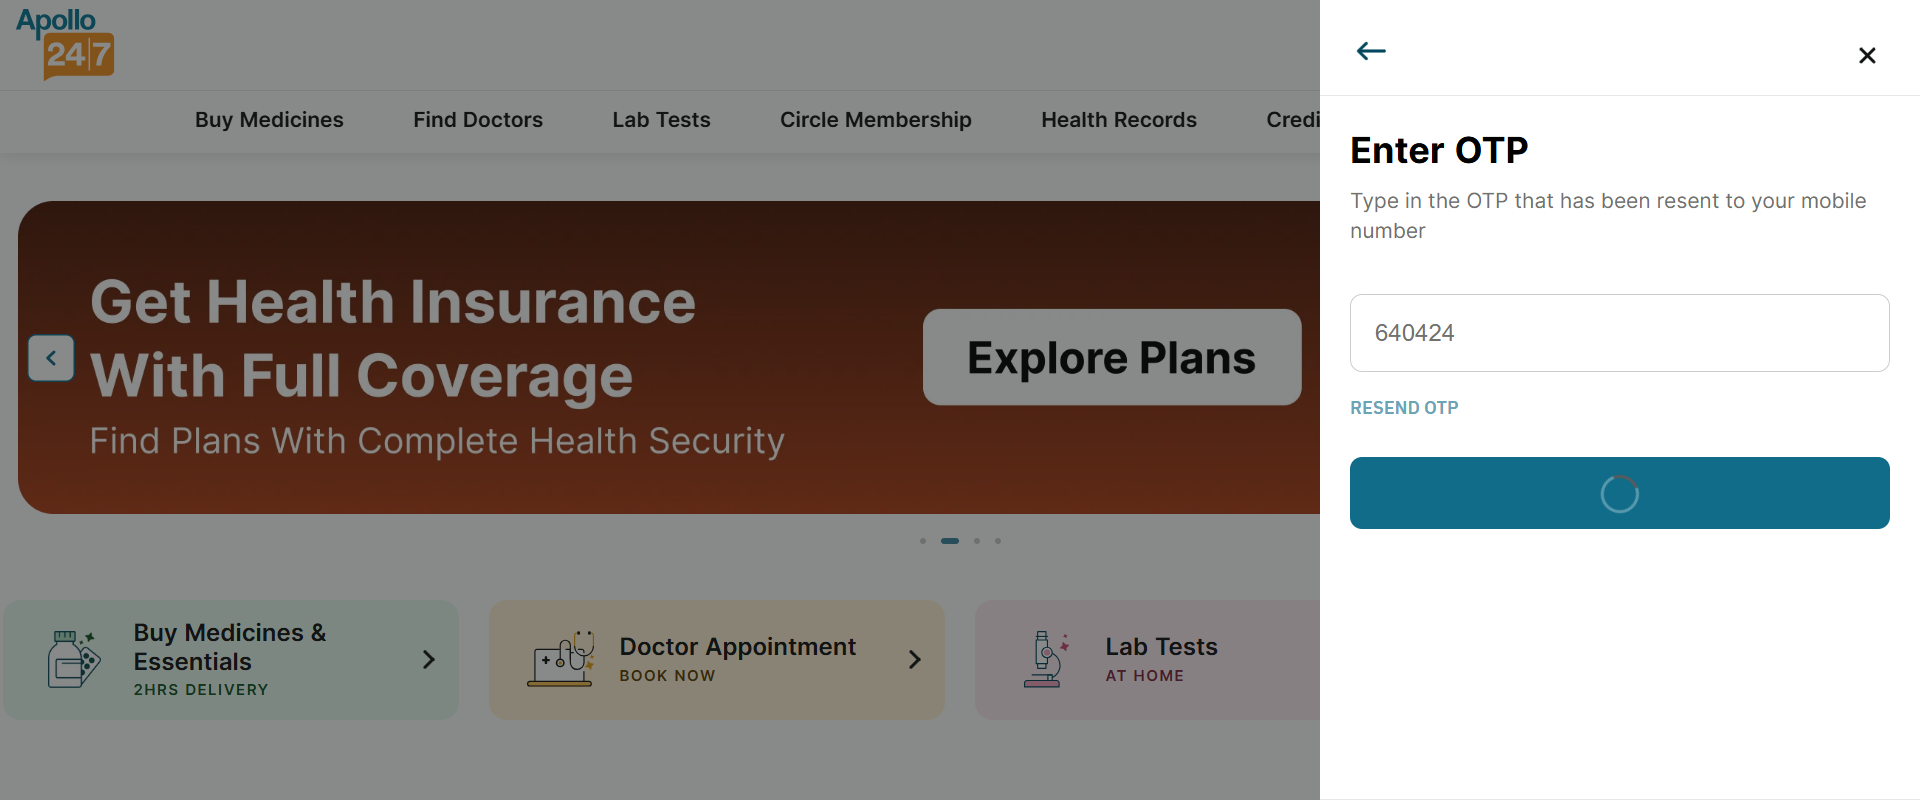 Apollo
24|7
Buy Medicines
Find Doctors
Lab Tests
Circle Membership
Health Records
Credi
Get Health Insurance
With Full Coverage
Find Plans With Complete Health Security
Explore Plans
Buy Medicines &
Essentials
2HRS DELIVERY
Doctor Appointment
BOOK NOW
Lab Tests
AT HOME
Enter OTP
Type in the OTP that has been resent to your mobile
number
640424
RESEND OTP